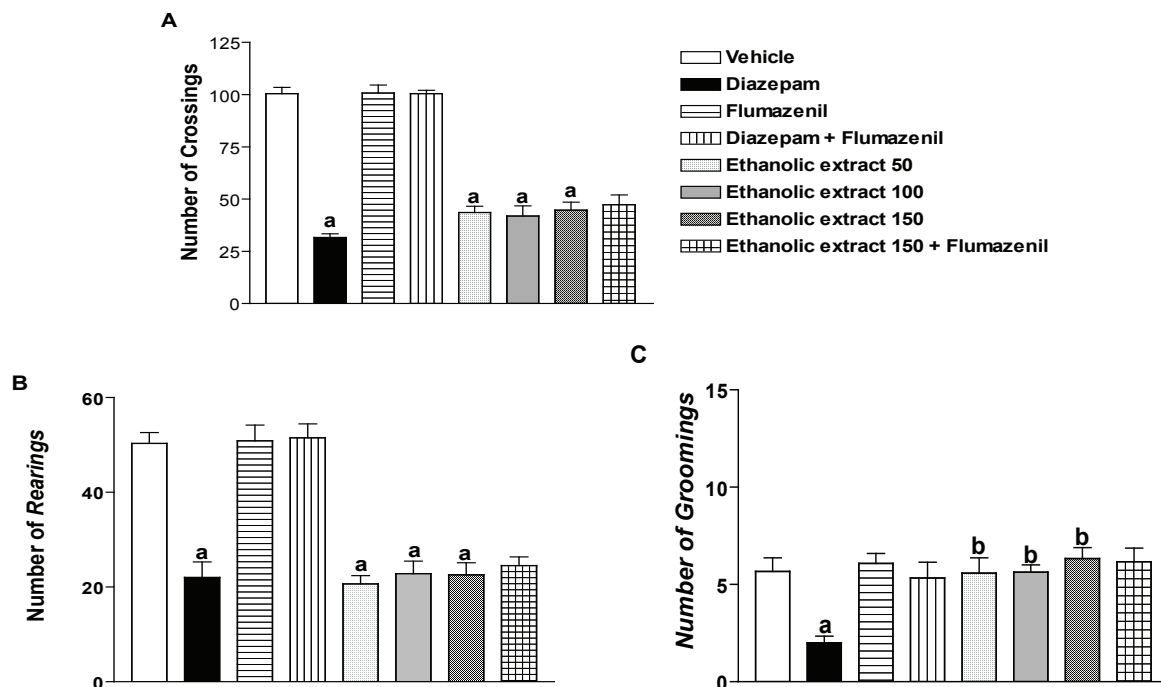 A
Number of Crossings
125
100
75
50
25
0
a
a
a
a
Vehicle
Diazepam
Flumazenil
Diazepam + Flumazenil
Ethanolic extract 50
Ethanolic extract 100
Ethanolic extract 150
Ethanolic extract 150 + Flumazenil
B
Number of Rearings
60
40
20
0
a
a
a
a
C
Number of Groomings
15
10
5
0
a
b
b
b